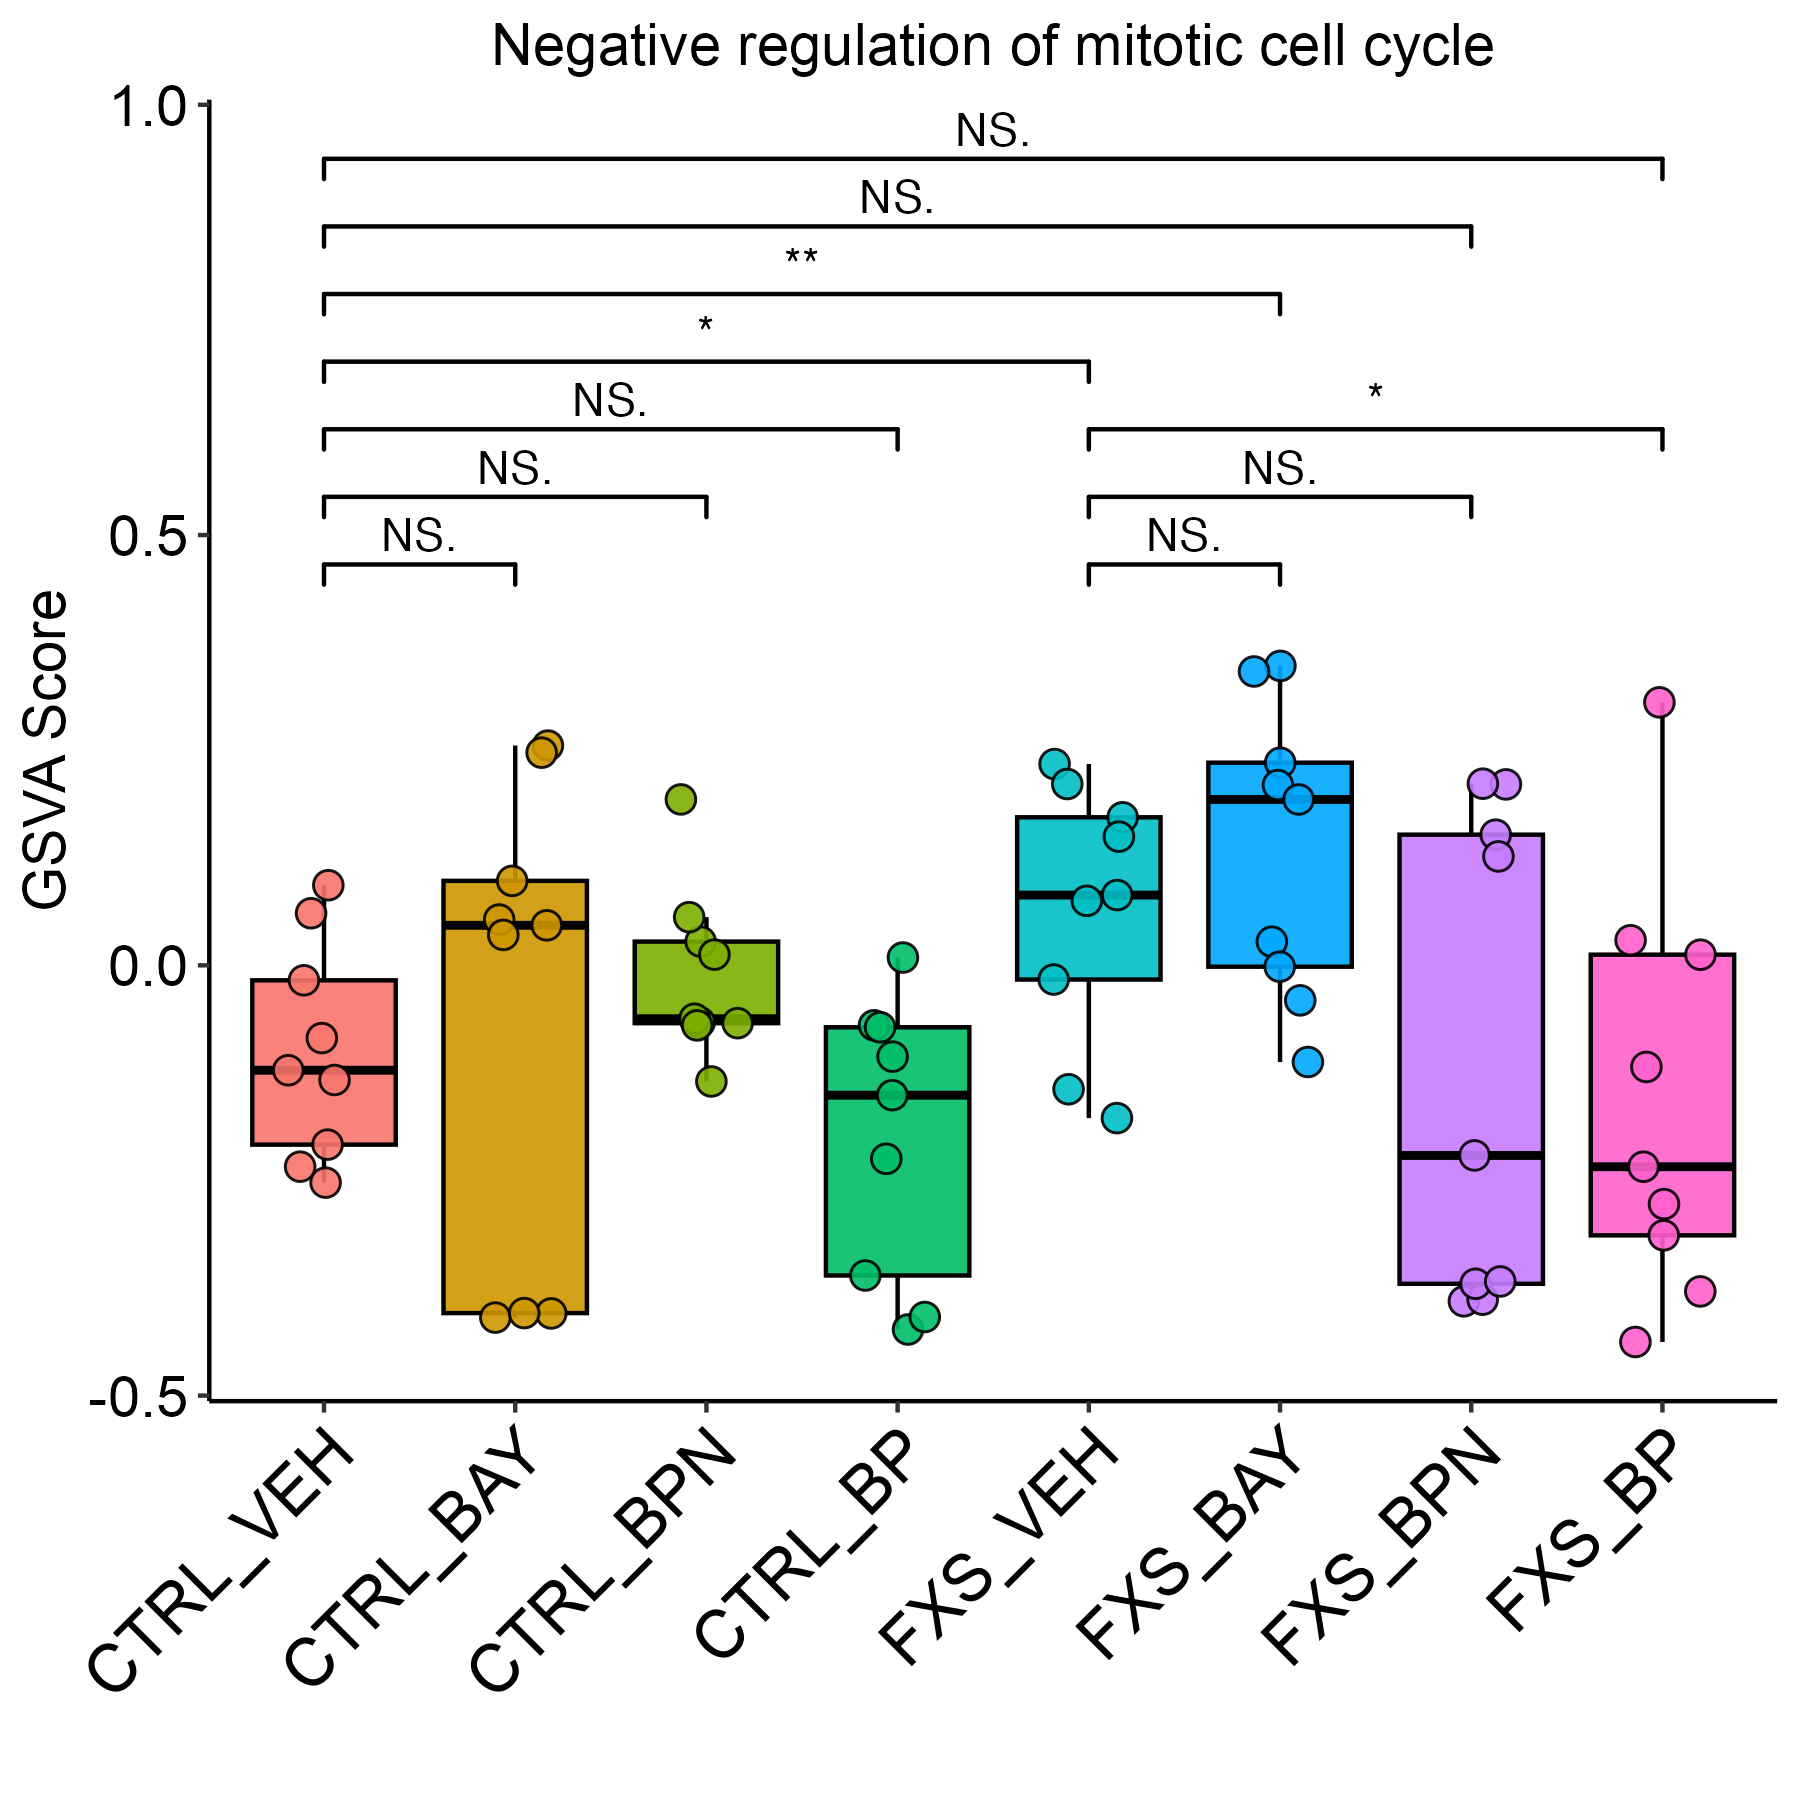 Negative regulation of mitotic cell cycle
1.0
NS.
NS.
**
*
NS.
*
NS.
NS.
NS.
NS.
0.5
0.0
-0.5
GSVA Score
CTRL_VEH
CTRL_BAY
CTRL_BPN
CTRL_BP
FXS_VEH
FXS_BAY
FXS_BPN
FXS_BP